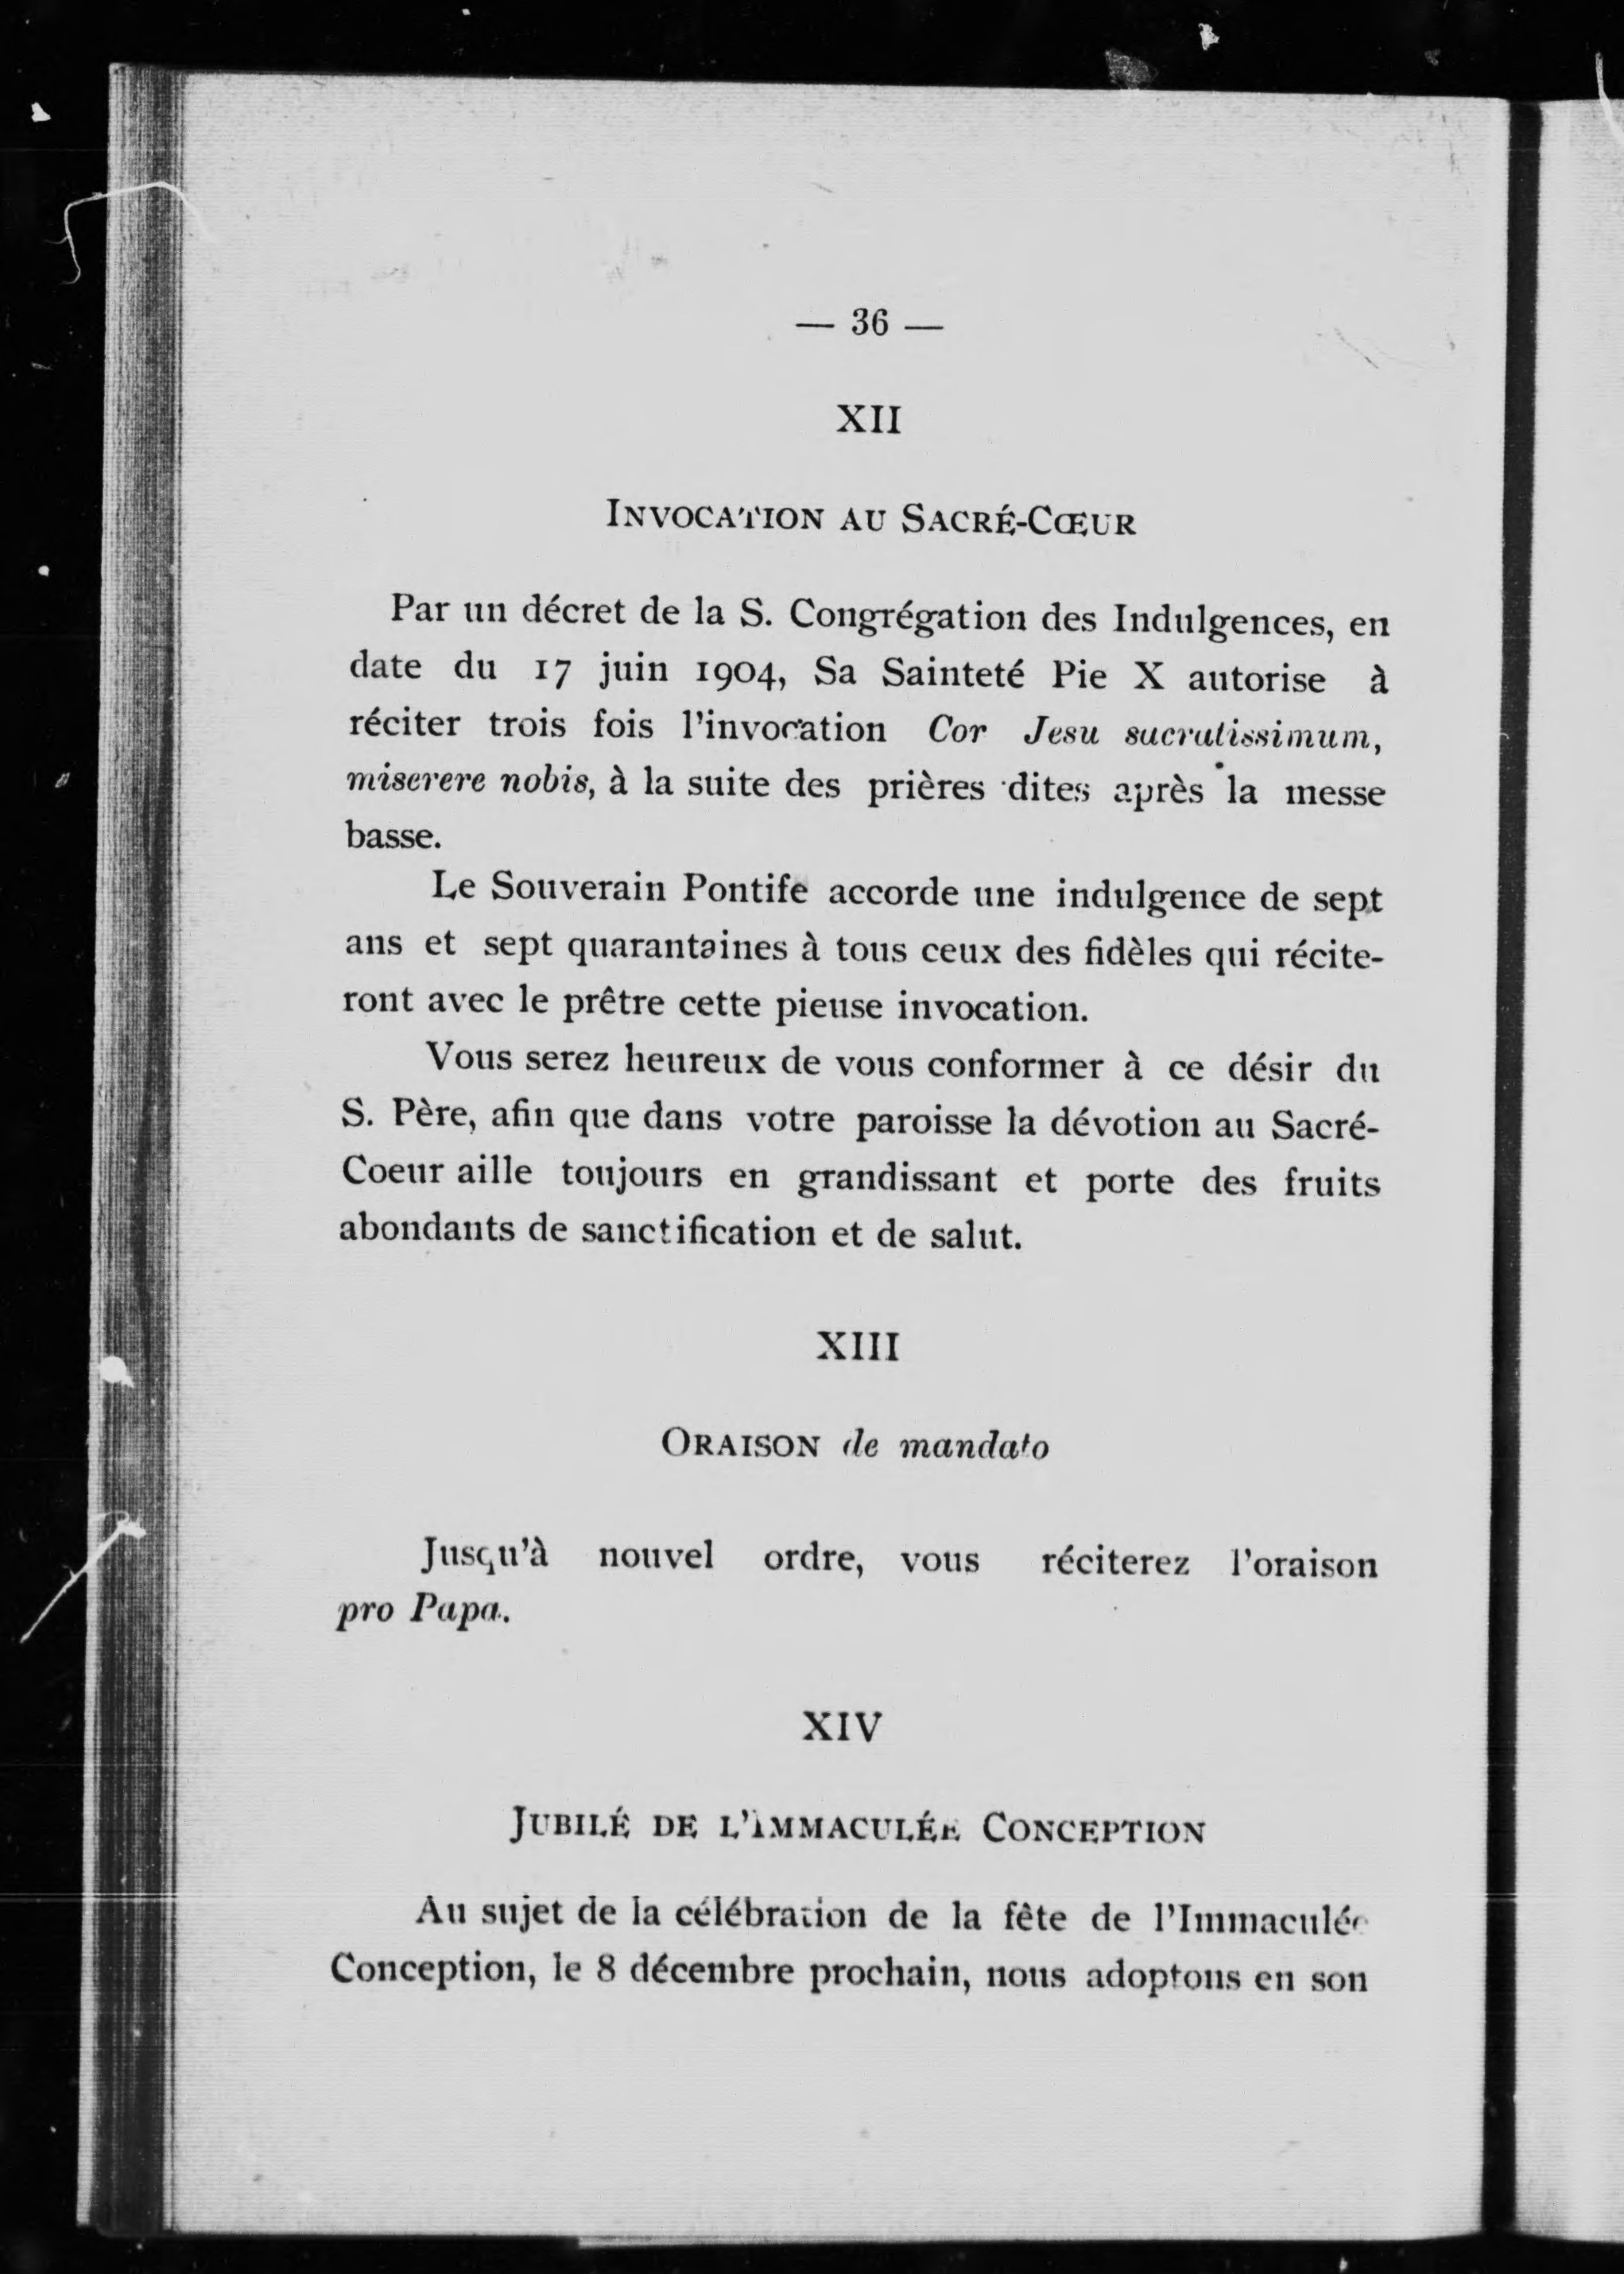 — 36 —
XII
INVOCATION AU SACRÉ-CŒUR
Par un décret de la S. Congrégation des Indulgences, en
date du 17 juin 1904, Sa Sainteté Pie X autorise à
réciter trois fois l'invocation Cor Jesu sacratissimum,
miserere nobis, à la suite des prières dites après la messe
basse.
Le Souverain Pontife accorde une indulgence de sept
ans et sept quarantaines à tous ceux des fidèles qui récite-
ront avec le prêtre cette pieuse invocation.
Vous serez heureux de vous conformer à ce désir du
S. Père, afin que dans votre paroisse la dévotion au Sacré-
Coeur aille toujours en grandissant et porte des fruits
abondants de sanctification et de salut.
XIII
ORAISON de mandato
Jusqu'à nouvel ordre, vous réciterez l'oraison
pro Papa.
XIV
JUBILÉ DE L'IMMACULÉE CONCEPTION
Au sujet de la célébration de la fête de l'Immaculée
Conception, le 8 décembre prochain, nous adoptons en son